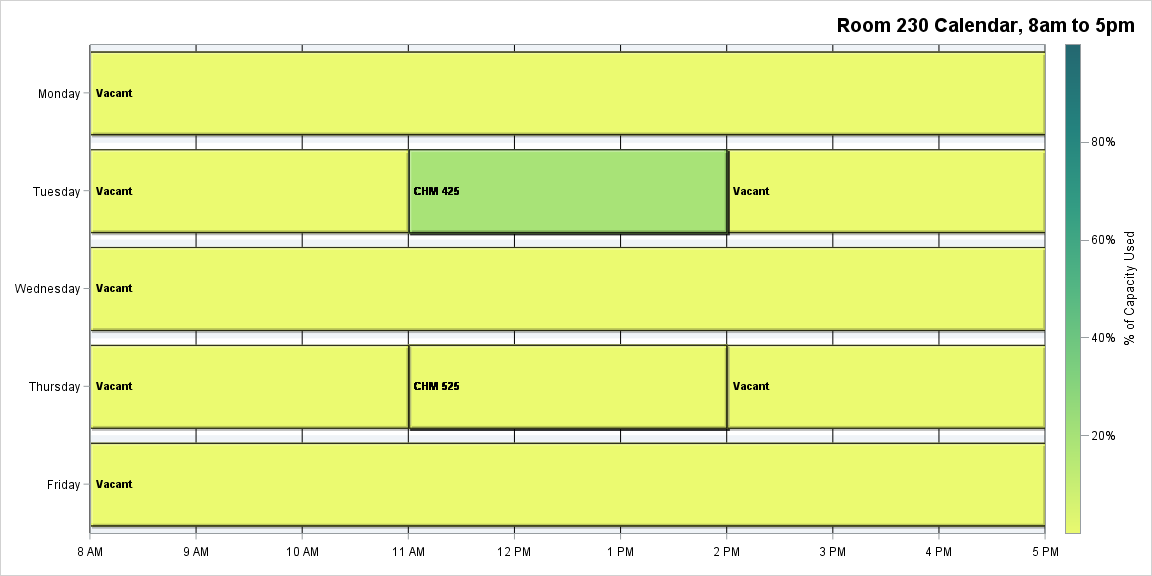 Room 230 Calendar, 8am to 5pm
Monday
Vacant
Tuesday
Vacant
CHM 425
Vacant
Wednesday
Vacant
Thursday
Vacant
CHM 525
Vacant
Friday
Vacant
8 AM
9 AM
10 AM
11 AM
12 PM
1 PM
2 PM
3 PM
4 PM
5 PM
80%
60%
40%
20%
% of Capacity Used